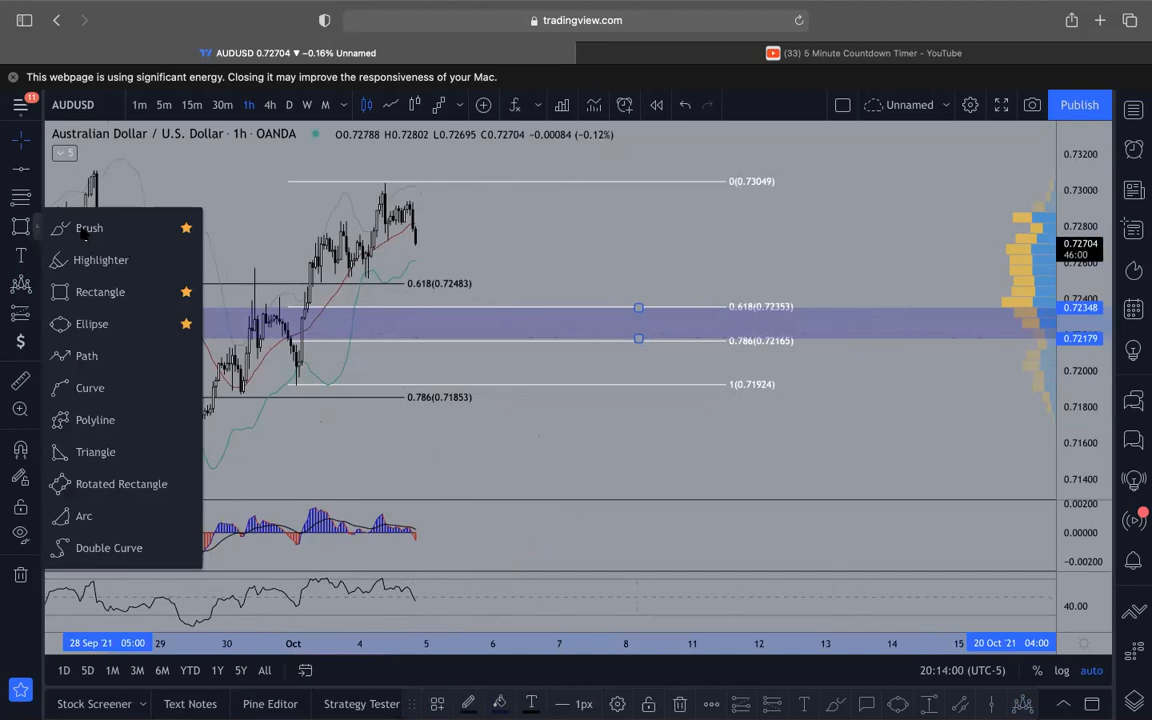 tradingview.com
AUDUSD 0.72704 ▼ −0.16% Unnamed
(33) 5 Minute Countdown Timer - YouTube
This webpage is using significant energy. Closing it may improve the responsiveness of your Mac.
11
AUDUSD
1m 5m 15m 30m 1h 4h D W M
Unnamed
Publish
Australian Dollar / U.S. Dollar · 1h · OANDA
O0.72788 H0.72802 L0.72695 C0.72704 −0.00084 (−0.12%)
5
0.73200
0(0.73049)
0.73000
Brush
0.72800
0.72704
46:00
Highlighter
0.618(0.72483)
Rectangle
0.72400
0.618(0.72353)
0.72348
Ellipse
0.786(0.72165)
0.72179
Path
0.72000
Curve
1(0.71924)
0.786(0.71853)
0.71800
Polyline
0.71600
Triangle
0.71400
Rotated Rectangle
0.00200
Arc
0.00000
Double Curve
−0.00200
40.00
28 Sep '21 05:00
29 30 Oct 4 5 6 7 8 11 12 13 14 15
20 Oct '21 04:00
1D 5D 1M 3M 6M YTD 1Y 5Y All
20:14:00 (UTC-5)
% log auto
Stock Screener
Text Notes
Pine Editor
Strategy Tester
1px